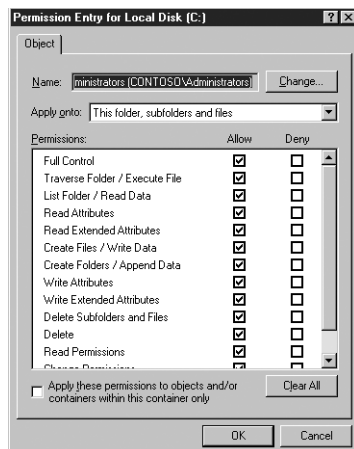 Permission Entry for Local Disk (C:)
Object
Name: ministrators (CONTOSO\Administrators) Change...
Apply onto: This folder, subfolders and files
Permissions: Allow Deny
Full Control
Traverse Folder / Execute File
List Folder / Read Data
Read Attributes
Read Extended Attributes
Create Files / Write Data
Create Folders / Append Data
Write Attributes
Write Extended Attributes
Delete Subfolders and Files
Delete
Read Permissions
Change Permissions
Apply these permissions to objects and/or
containers within this container only
Clear All
OK Cancel